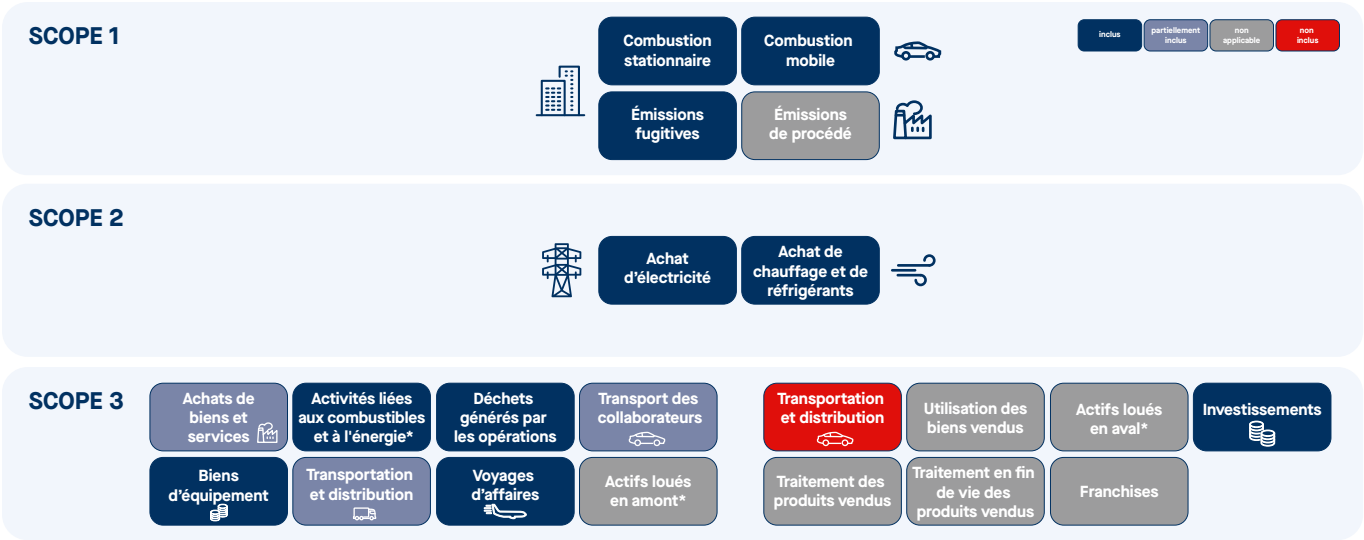 SCOPE 1
Combustion
stationnaire
Combustion
mobile
Émissions
fugitives
Émissions
de procédé
inclus
partiellement
inclus
non
applicable
non
inclus
SCOPE 2
Achat
d’électricité
Achat de
chauffage et de
réfrigérants
SCOPE 3
Achats de
biens et
services
Activités liées
aux combustibles
et à l'énergie*
Déchets
générés par
les opérations
Transport des
collaborateurs
Transportation
et distribution
Utilisation des
biens vendus
Actifs loués
en aval*
Investissements
Biens
d’équipement
Transportation
et distribution
Voyages
d’affaires
Actifs loués
en amont*
Traitement des
produits vendus
Traitement en fin
de vie des
produits vendus
Franchises